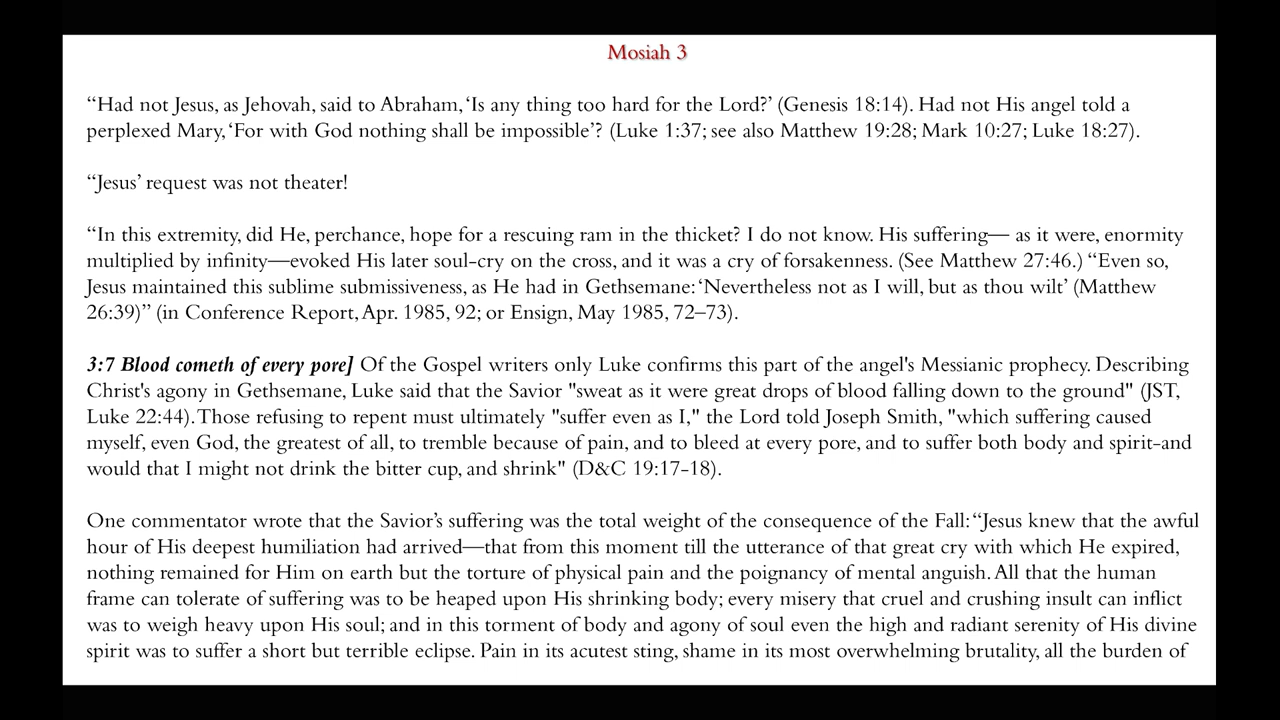 Mosiah 3
“Had not Jesus, as Jehovah, said to Abraham, ‘Is any thing too hard for the Lord?’ (Genesis 18:14). Had not His angel told a
perplexed Mary, ‘For with God nothing shall be impossible’? (Luke 1:37; see also Matthew 19:28; Mark 10:27; Luke 18:27).
“Jesus’ request was not theater!
“In this extremity, did He, perchance, hope for a rescuing ram in the thicket? I do not know. His suffering— as it were, enormity
multiplied by infinity—evoked His later soul-cry on the cross, and it was a cry of forsakenness. (See Matthew 27:46.) “Even so,
Jesus maintained this sublime submissiveness, as He had in Gethsemane: ‘Nevertheless not as I will, but as thou wilt’ (Matthew
26:39)” (in Conference Report, Apr. 1985, 92; or Ensign, May 1985, 72–73).
3:7 Blood cometh of every pore] Of the Gospel writers only Luke confirms this part of the angel's Messianic prophecy. Describing
Christ's agony in Gethsemane, Luke said that the Savior "sweat as it were great drops of blood falling down to the ground" (JST,
Luke 22:44). Those refusing to repent must ultimately "suffer even as I," the Lord told Joseph Smith, "which suffering caused
myself, even God, the greatest of all, to tremble because of pain, and to bleed at every pore, and to suffer both body and spirit-and
would that I might not drink the bitter cup, and shrink" (D&C 19:17-18).
One commentator wrote that the Savior’s suffering was the total weight of the consequence of the Fall: “Jesus knew that the awful
hour of His deepest humiliation had arrived—that from this moment till the utterance of that great cry with which He expired,
nothing remained for Him on earth but the torture of physical pain and the poignancy of mental anguish. All that the human
frame can tolerate of suffering was to be heaped upon His shrinking body; every misery that cruel and crushing insult can inflict
was to weigh heavy upon His soul; and in this torment of body and agony of soul even the high and radiant serenity of His divine
spirit was to suffer a short but terrible eclipse. Pain in its acutest sting, shame in its most overwhelming brutality, all the burden of